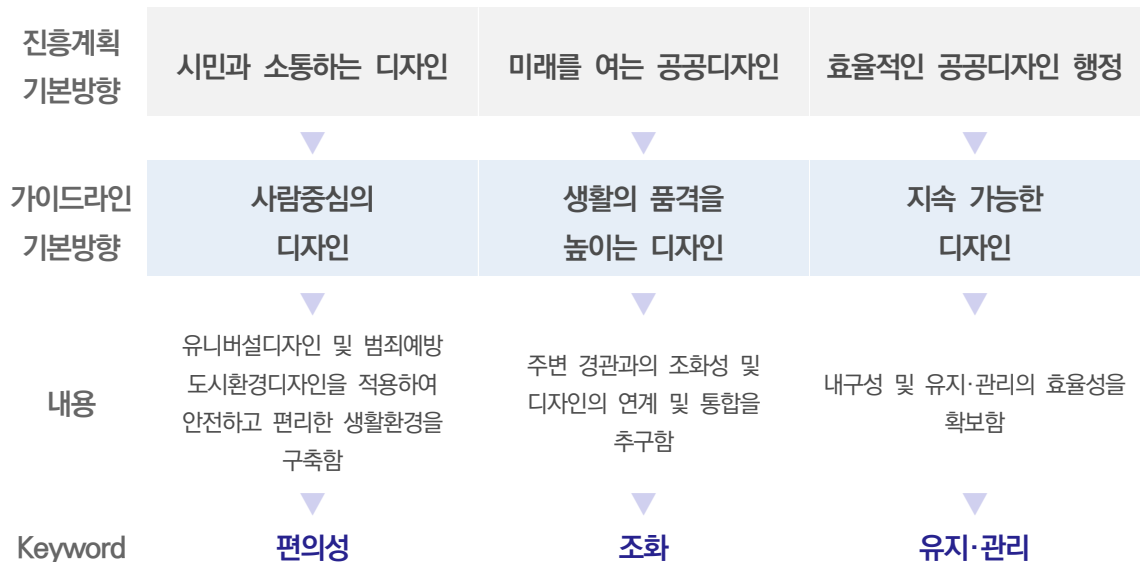 진흥계획
기본방향
시민과 소통하는 디자인
미래를 여는 공공디자인
효율적인 공공디자인 행정
가이드라인
기본방향
사람중심의
디자인
생활의 품격을
높이는 디자인
지속 가능한
디자인
내용
유니버설디자인 및 범죄예방
도시환경디자인을 적용하여
안전하고 편리한 생활환경을
구축함
주변 경관과의 조화성 및
디자인의 연계 및 통합을
추구함
내구성 및 유지·관리의 효율성을
확보함
Keyword
편의성
조화
유지·관리